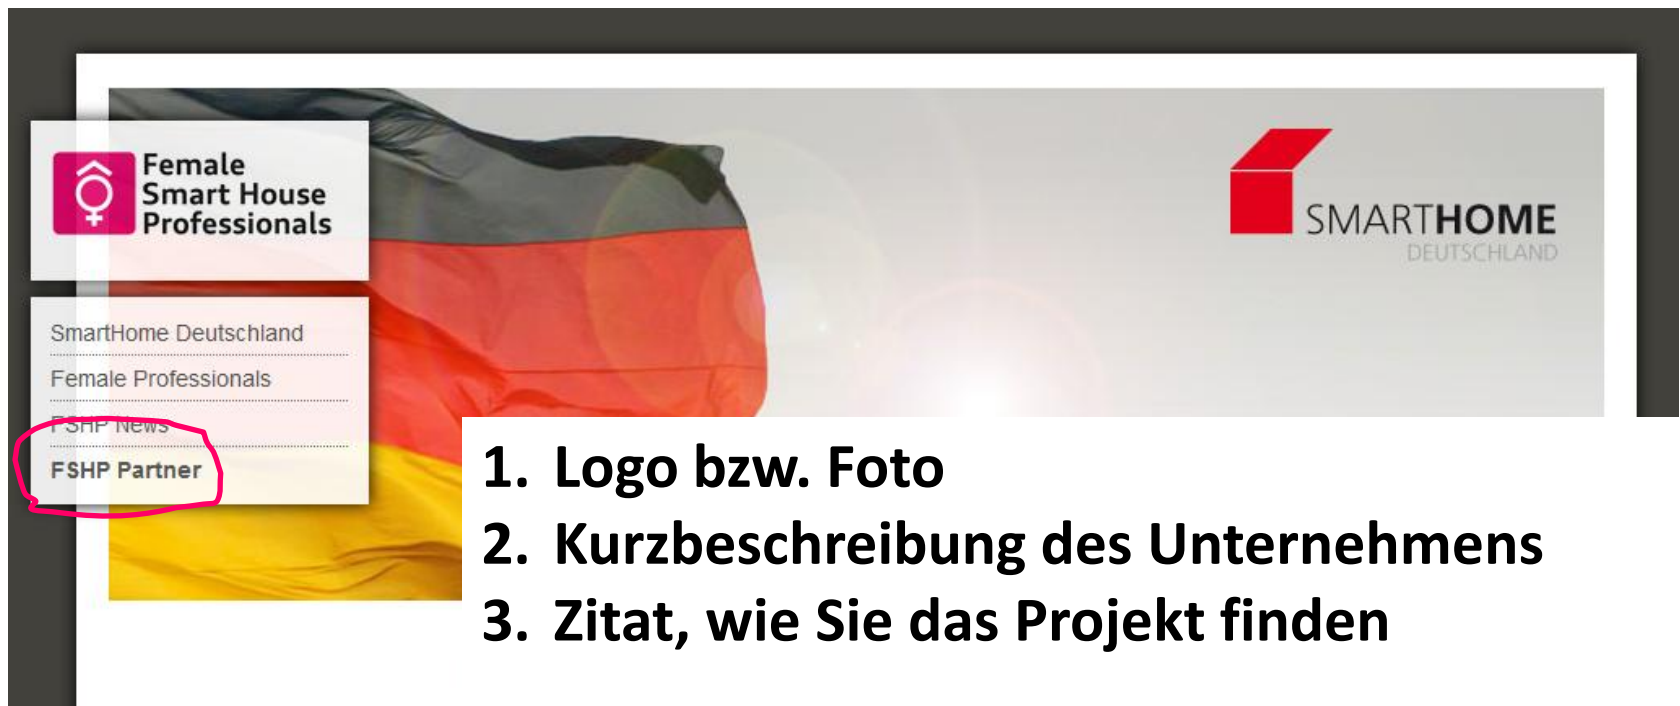 Female
Smart House
Professionals
SMARTHOME
DEUTSCHLAND
SmartHome Deutschland
Female Professionals
FSHP News
FSHP Partner
1. Logo bzw. Foto
2. Kurzbeschreibung des Unternehmens
3. Zitat, wie Sie das Projekt finden